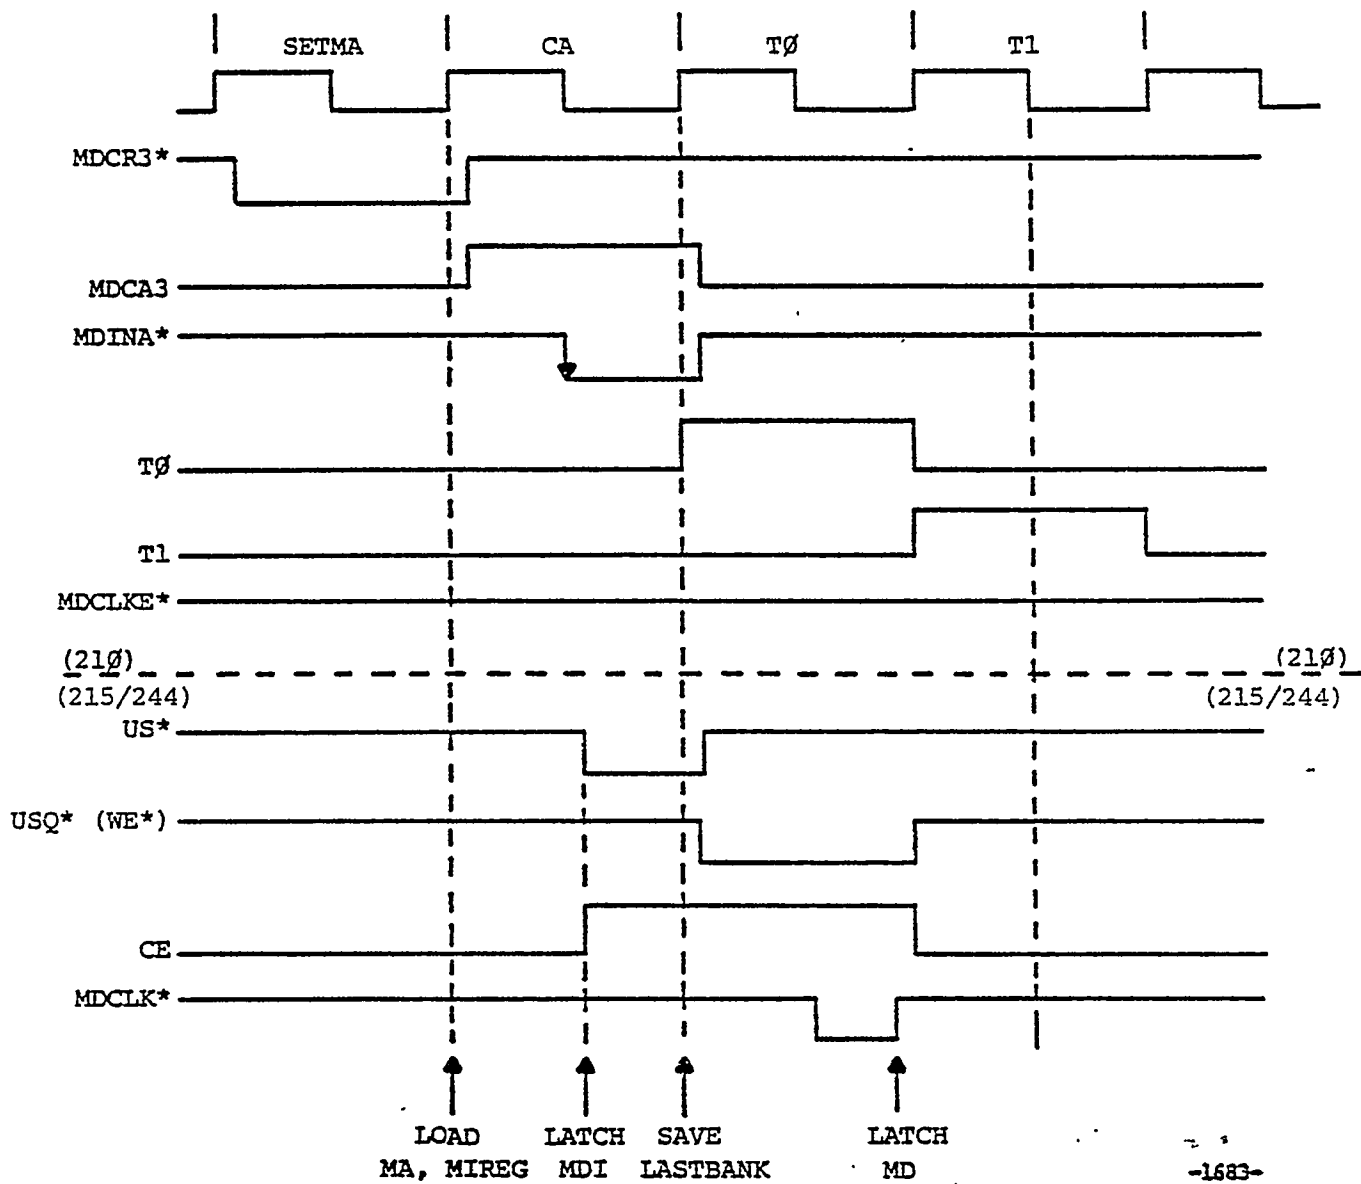 SETMA CA TØ T1
MDCR3*
MDCA3
MDINA*
TØ
T1
MDCLKE*
(21Ø) (21Ø)
(215/244) (215/244)
US*
USQ* (WE*)
CE
MDCLK*
LOAD LATCH SAVE LATCH
MA, MIREG MDI LASTBANK MD
-1683-